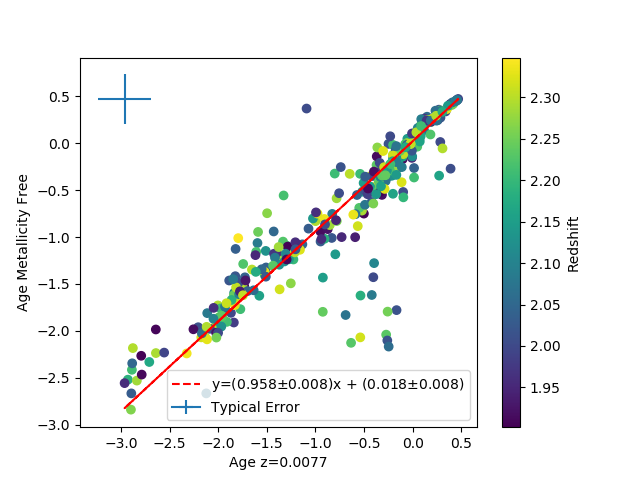 0.5
0.0
−0.5
−1.0
−1.5
−2.0
−2.5
−3.0
Age Metallicity Free
−3.0 −2.5 −2.0 −1.5 −1.0 −0.5 0.0 0.5
Age z=0.0077
y=(0.958±0.008)x + (0.018±0.008)
Typical Error
2.30
2.25
2.20
2.15
2.10
2.05
2.00
1.95
Redshift